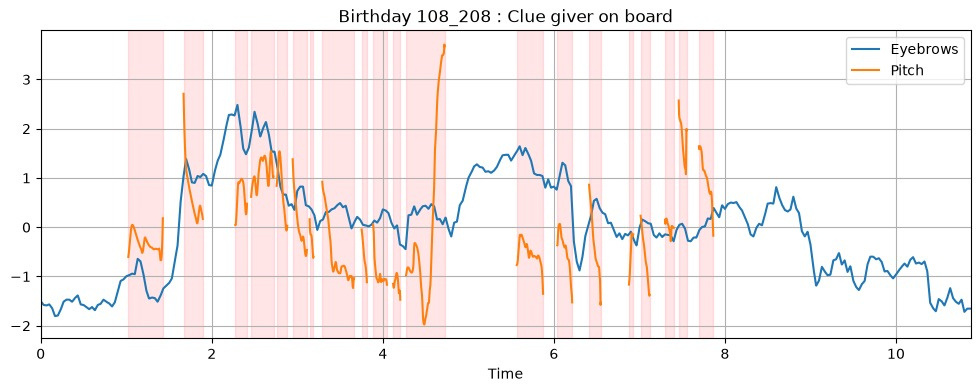 Birthday 108_208 : Clue giver on board
Eyebrows
Pitch
3
2
1
0
−1
−2
0 2 4 6 8 10
Time